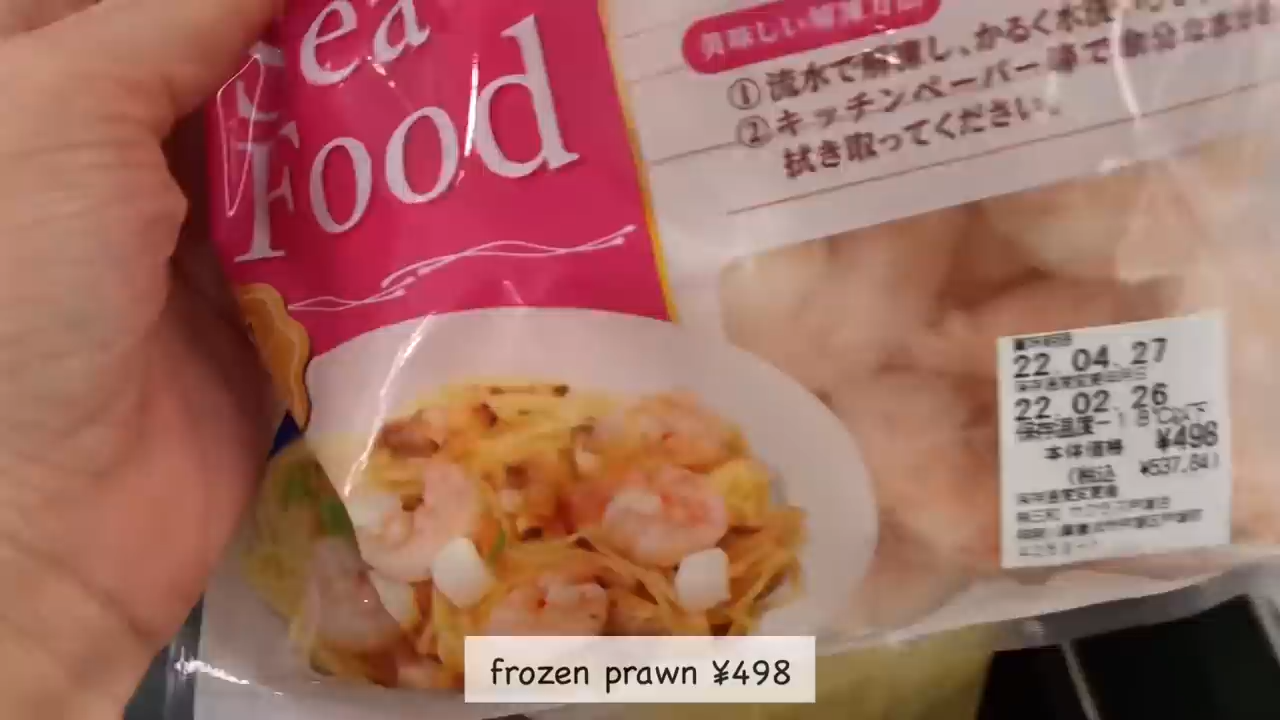 Sea
Food
美味しい解凍方法
①流水で解凍し、かるく水洗
②キッチンペーパー等で余分な水分を
拭き取ってください。
22. 04. 27
22. 02. 26
保存温度-18℃以下
本体価格 ¥498
(税込 ¥537.84)
frozen prawn ¥498